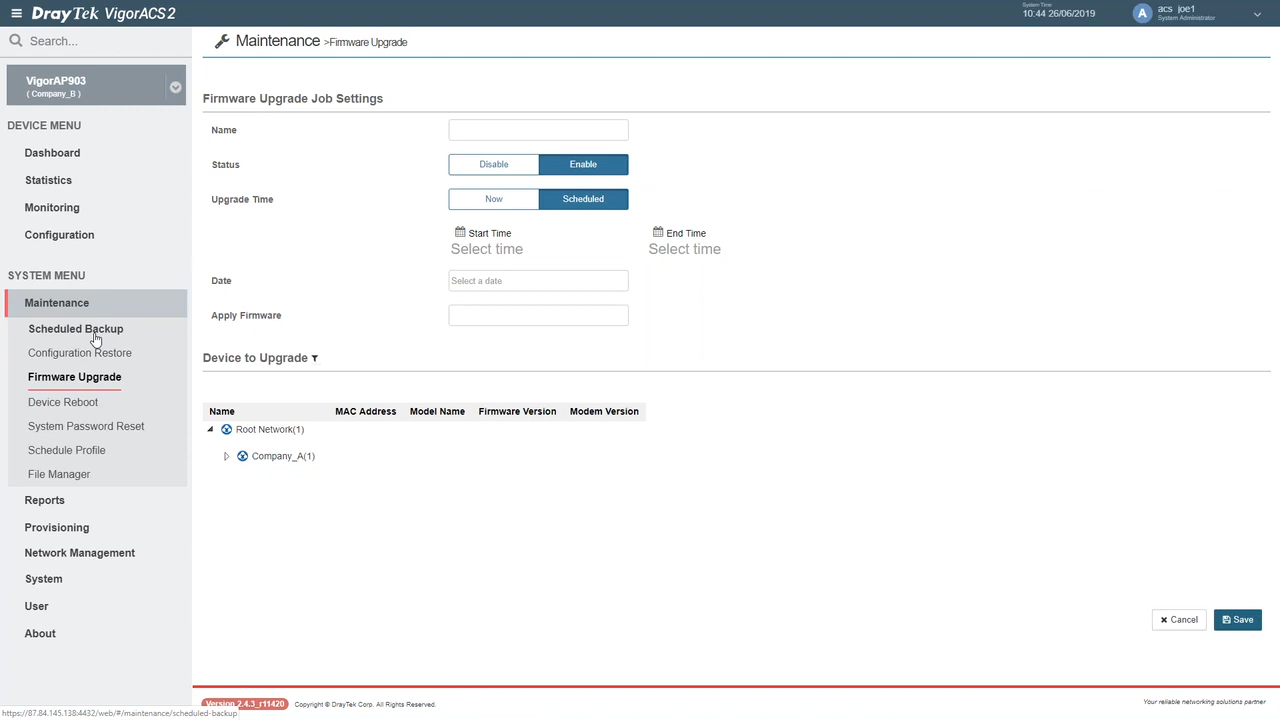 DrayTek VigorACS 2
System Time
10:44 26/06/2019
A
acs_joe1
System Administrator
Search...
Maintenance >Firmware Upgrade
VigorAP903
( Company_B )
DEVICE MENU
Dashboard
Statistics
Monitoring
Configuration
SYSTEM MENU
Maintenance
Scheduled Backup
Configuration Restore
Firmware Upgrade
Device Reboot
System Password Reset
Schedule Profile
File Manager
Reports
Provisioning
Network Management
System
User
About
Firmware Upgrade Job Settings
Name
Status
Disable
Enable
Upgrade Time
Now
Scheduled
Start Time
End Time
Select time
Select time
Date
Select a date
Apply Firmware
Device to Upgrade
Name MAC Address Model Name Firmware Version Modem Version
Root Network(1)
Company_A(1)
Cancel
Save
Version 2.4.3_r11420
Copyright © DrayTek Corp. All Rights Reserved.
Your reliable networking solutions partner
https://87.84.145.138:4432/web/#/maintenance/scheduled-backup